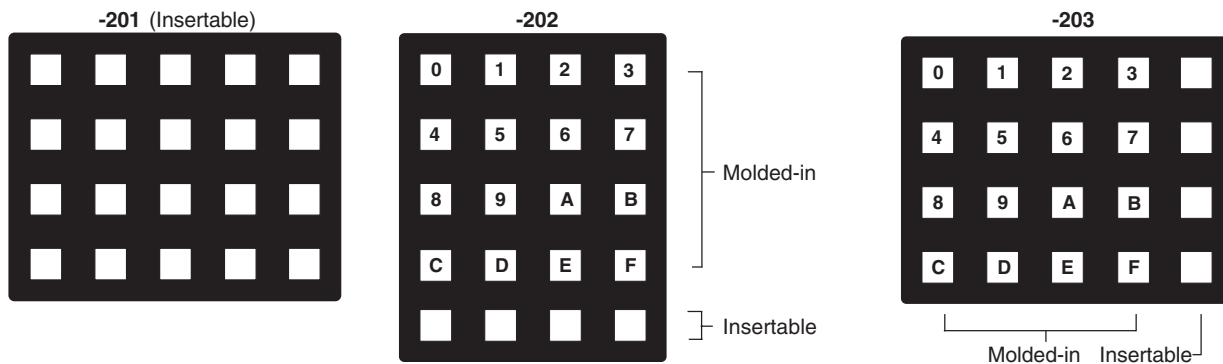 -201 (Insertable)
-202
-203
0 1 2 3
4 5 6 7
8 9 A B
C D E F
Molded-in
Insertable
0 1 2 3
4 5 6 7
8 9 A B
C D E F
Molded-in Insertable